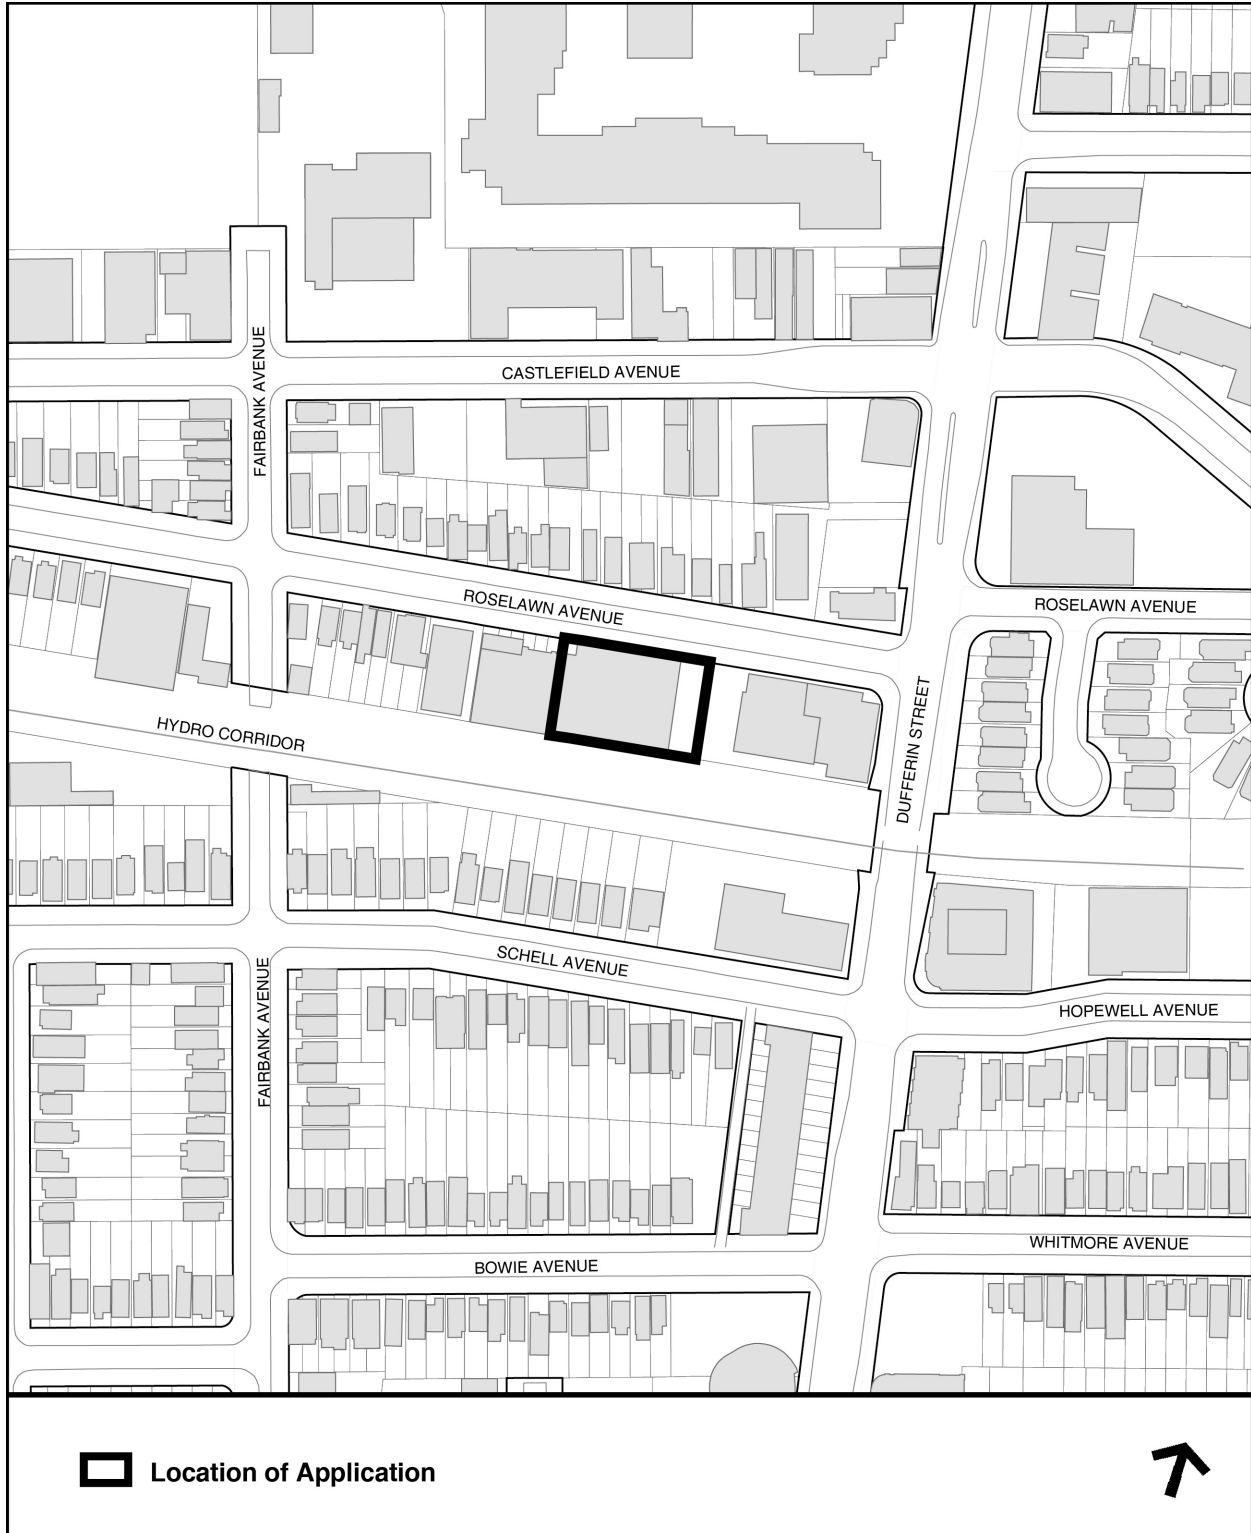 FAIRBANK AVENUE
CASTLEFIELD AVENUE
ROSELAWN AVENUE
ROSELAWN AVENUE
HYDRO CORRIDOR
DUFFERIN STREET
SCHELL AVENUE
FAIRBANK AVENUE
HOPEWELL AVENUE
WHITMORE AVENUE
BOWIE AVENUE
Location of Application